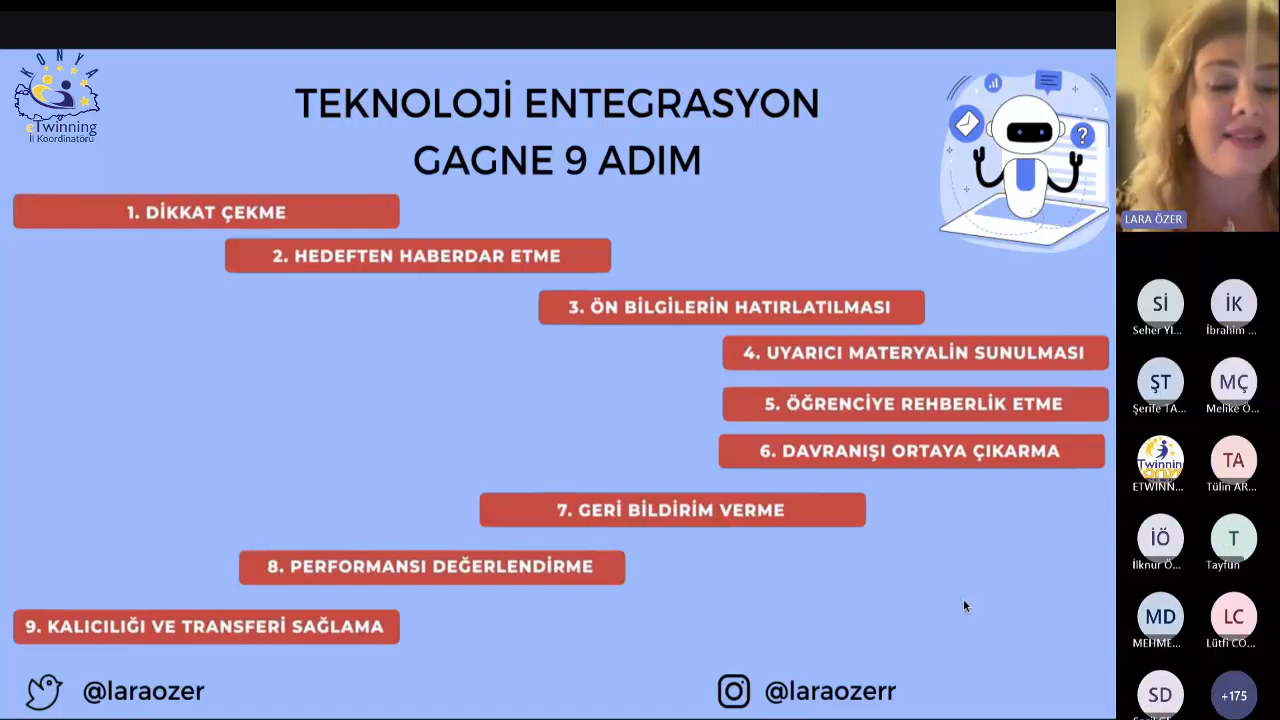 KONYA
eTwinning
İl Koordinatörü
TEKNOLOJİ ENTEGRASYON
GAGNE 9 ADIM
1. DİKKAT ÇEKME
2. HEDEFTEN HABERDAR ETME
3. ÖN BİLGİLERİN HATIRLATILMASI
4. UYARICI MATERYALİN SUNULMASI
5. ÖĞRENCİYE REHBERLİK ETME
6. DAVRANIŞI ORTAYA ÇIKARMA
7. GERİ BİLDİRİM VERME
8. PERFORMANSI DEĞERLENDİRME
9. KALICILIĞI VE TRANSFERİ SAĞLAMA
@laraozer
@laraozerr
?
LARA ÖZER
Sİ
İK
Seher YI...
İbrahim ...
ŞT
MÇ
Şerife TA...
Melike Ö...
Twinning
TA
ETWINN...
Tülin AR...
İÖ
T
İlknur Ö...
Tayfun
MD
LC
MEHME...
Lütfi CO...
SD
+175